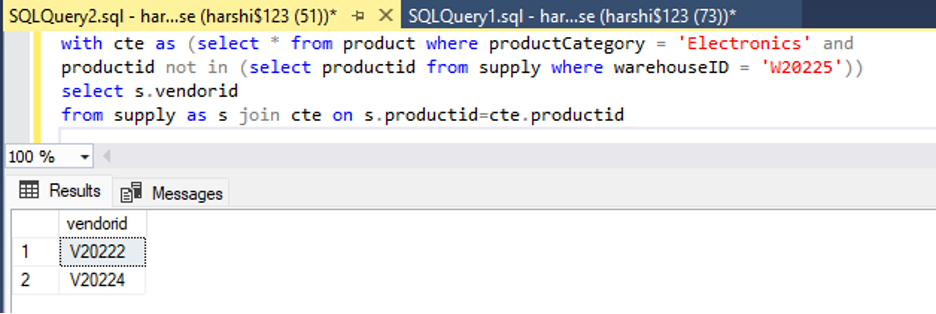 SQLQuery2.sql - har...se (harshi$123 (51))* SQLQuery1.sql - har...se (harshi$123 (73))*
with cte as (select * from product where productCategory = 'Electronics' and
productid not in (select productid from supply where warehouseID = 'W20225'))
select s.vendorid
from supply as s join cte on s.productid=cte.productid
100 %
Results Messages
vendorid
1 V20222
2 V20224